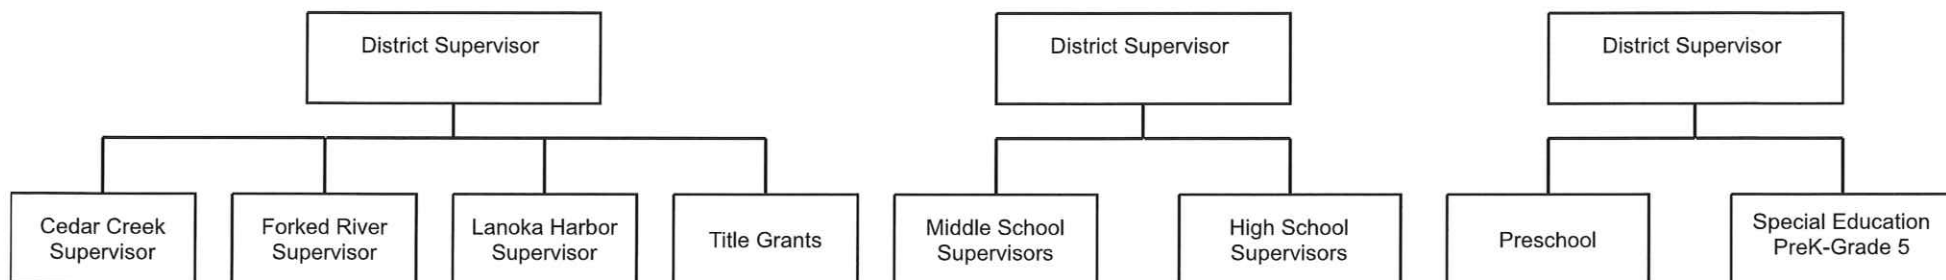 District Supervisor
District Supervisor
District Supervisor
Cedar Creek
Supervisor
Forked River
Supervisor
Lanoka Harbor
Supervisor
Title Grants
Middle School
Supervisors
High School
Supervisors
Preschool
Special Education
PreK-Grade 5